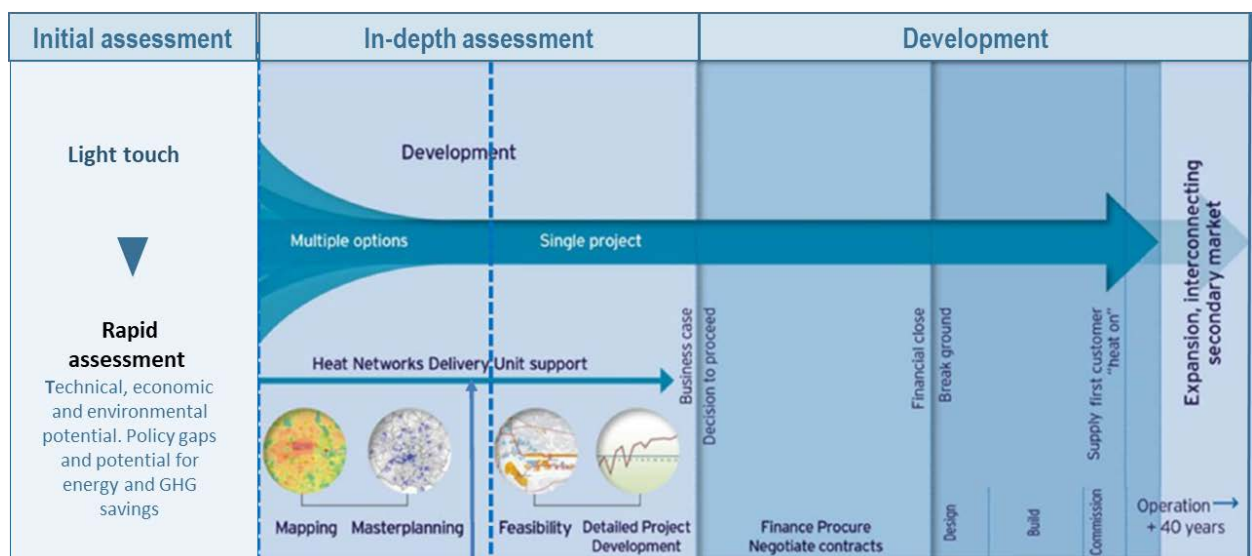 Initial assessment
In-depth assessment
Development
Light touch
Rapid
assessment
Technical, economic
and environmental
potential. Policy gaps
and potential for
energy and GHG
savings
Development
Multiple options
Single project
Heat Networks Delivery Unit support
Mapping
Masterplanning
Feasibility
Detailed Project
Development
Business case
Decision to proceed
Finance Procure
Negotiate contracts
Financial close
Break ground
Design
Build
Commission
Supply first customer
"heat on"
Operation
+ 40 years
Expansion, interconnecting
secondary market